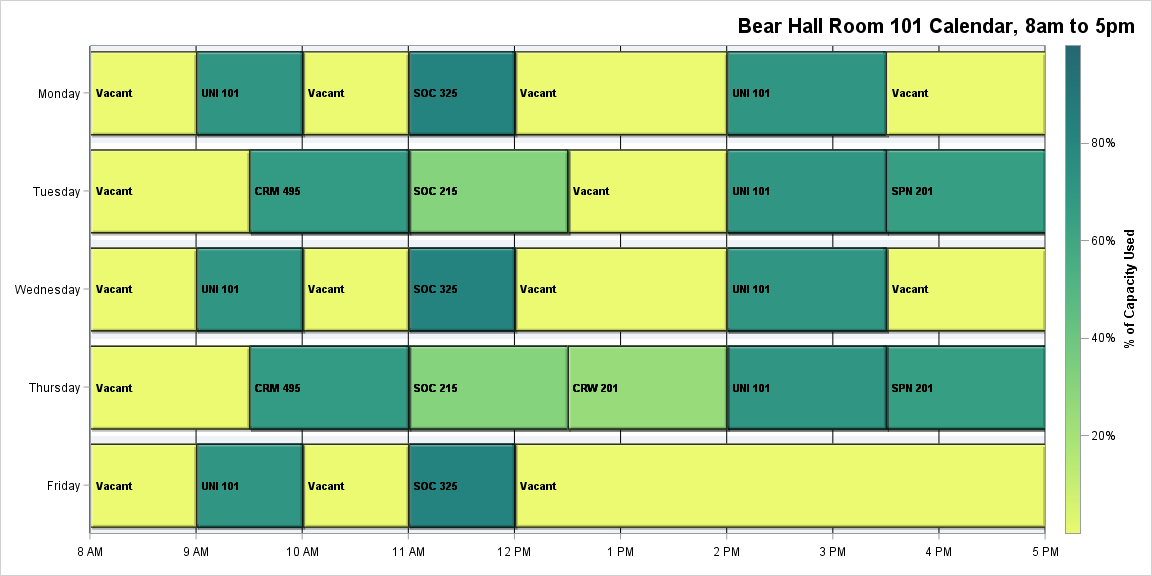 Bear Hall Room 101 Calendar, 8am to 5pm
Monday
Vacant
UNI 101
Vacant
SOC 325
Vacant
UNI 101
Vacant
Tuesday
Vacant
CRM 495
SOC 215
Vacant
UNI 101
SPN 201
Wednesday
Vacant
UNI 101
Vacant
SOC 325
Vacant
UNI 101
Vacant
Thursday
Vacant
CRM 495
SOC 215
CRW 201
UNI 101
SPN 201
Friday
Vacant
UNI 101
Vacant
SOC 325
Vacant
8 AM
9 AM
10 AM
11 AM
12 PM
1 PM
2 PM
3 PM
4 PM
5 PM
80%
60%
40%
20%
% of Capacity Used